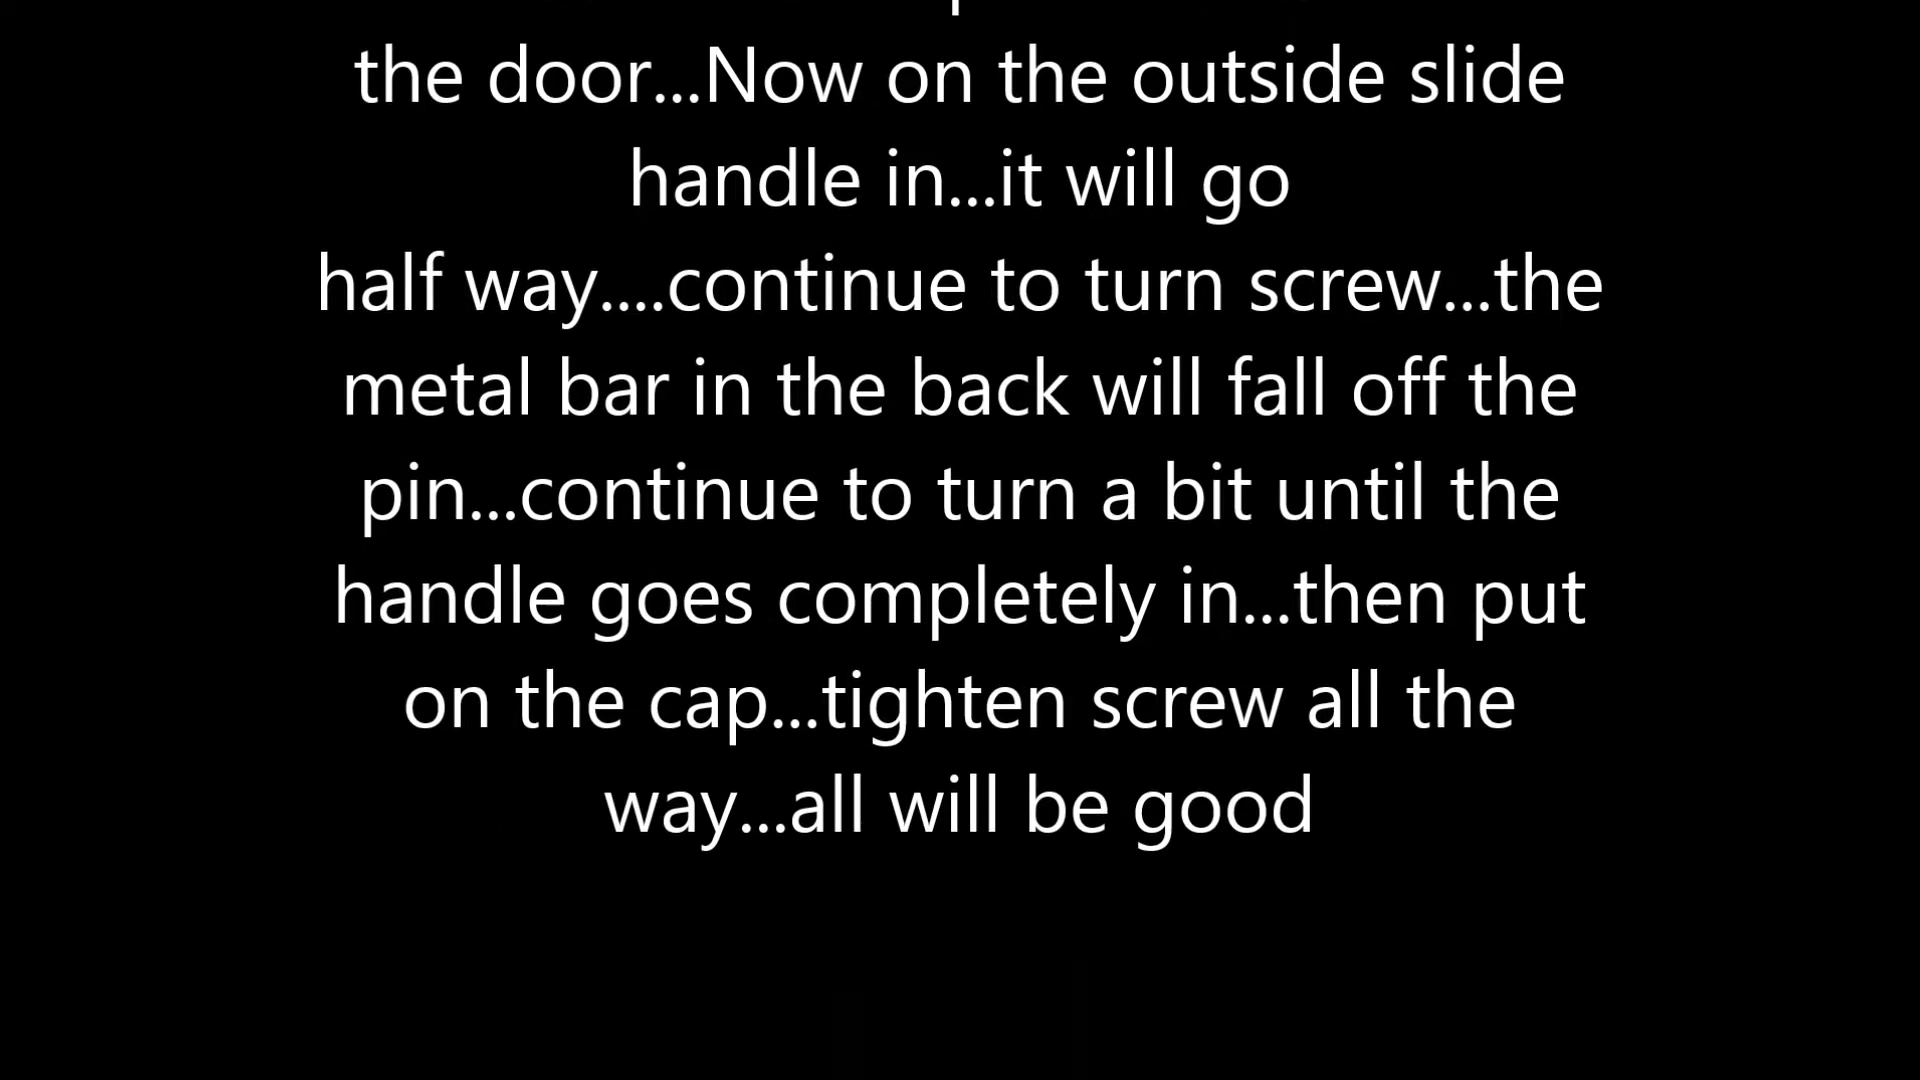 the door...Now on the outside slide
handle in...it will go
half way....continue to turn screw...the
metal bar in the back will fall off the
pin...continue to turn a bit until the
handle goes completely in...then put
on the cap...tighten screw all the
way...all will be good